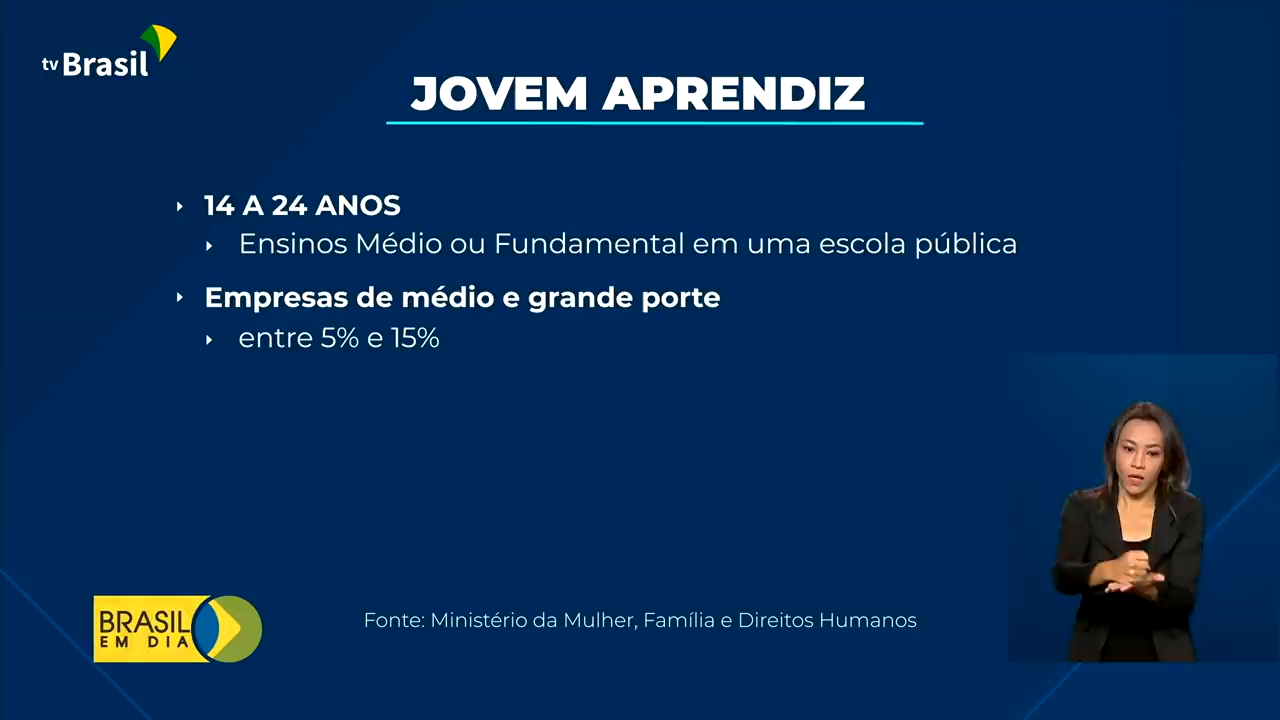 tv Brasil
JOVEM APRENDIZ
14 A 24 ANOS
Ensinos Médio ou Fundamental em uma escola pública
Empresas de médio e grande porte
entre 5% e 15%
BRASIL
EM DIA
Fonte: Ministério da Mulher, Família e Direitos Humanos